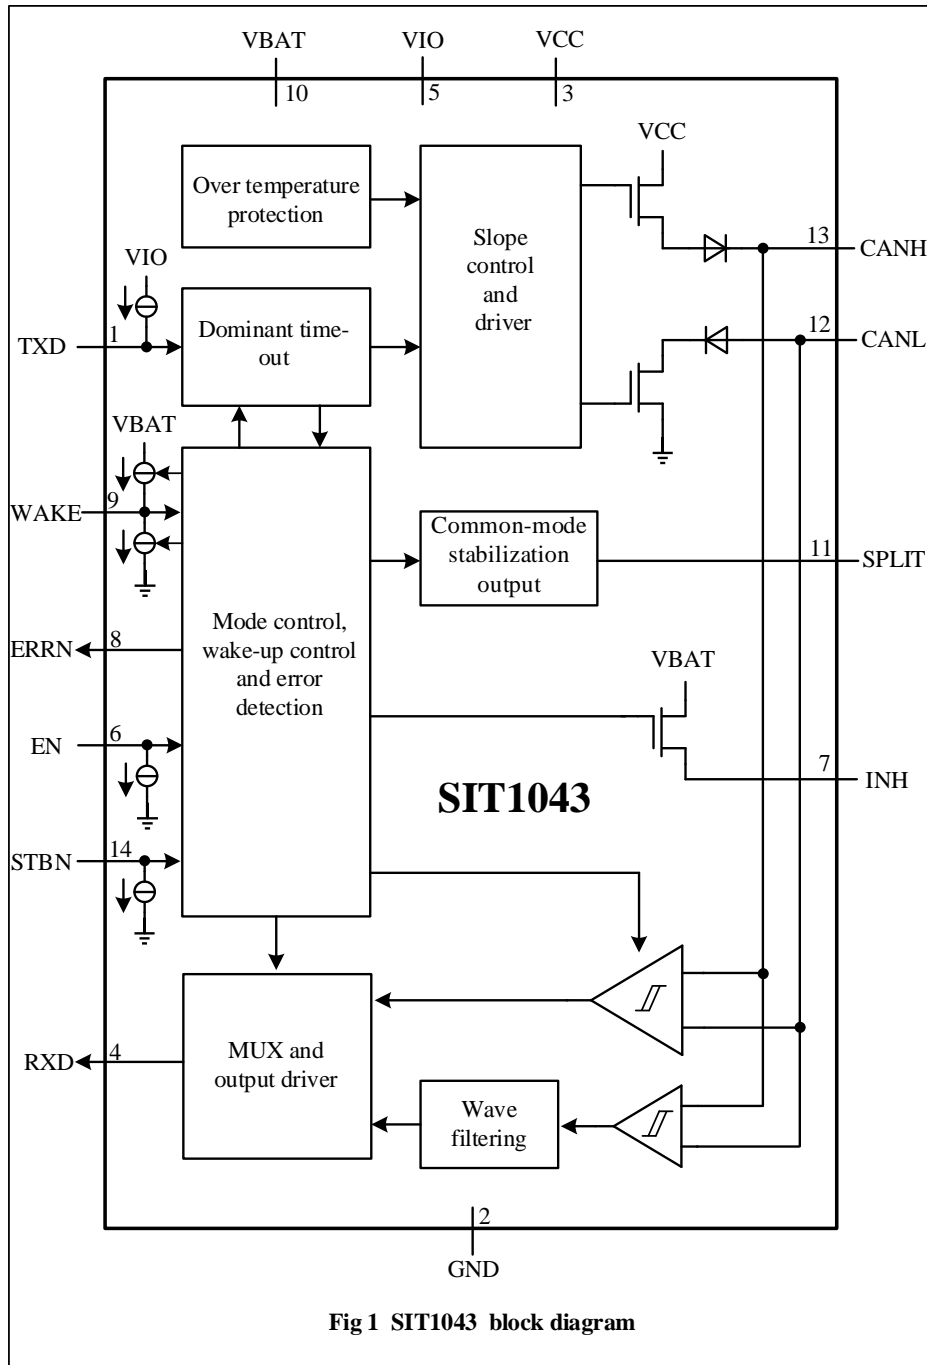 VBAT
VIO
VCC
10
5
3
VCC
Over temperature
protection
Slope
control
and
driver
13
CANH
VIO
TXD
1
Dominant time-
out
12
CANL
VBAT
WAKE
9
Common-mode
stabilization
output
11
SPLIT
ERRN
8
Mode control,
wake-up control
and error
detection
VBAT
EN
6
7
INH
SIT1043
STBN
14
RXD
4
MUX and
output driver
Wave
filtering
2
GND
Fig 1 SIT1043 block diagram